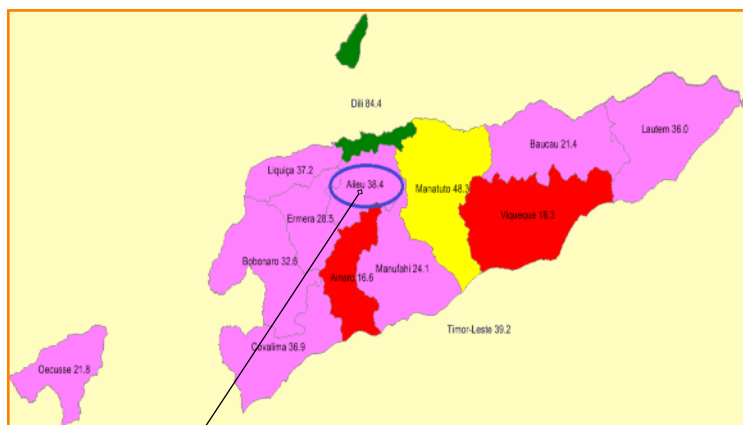 Dili 84.4
Lautem 36.0
Baucau 21.4
Liquiça 37.2
Aileu 38.4
Manatuto 48.3
Ermera 28.5
Viqueque 18.3
Bobonaro 32.6
Manufahi 24.1
Ainaro 16.6
Timor-Leste 39.2
Covalima 36.9
Oecusse 21.8